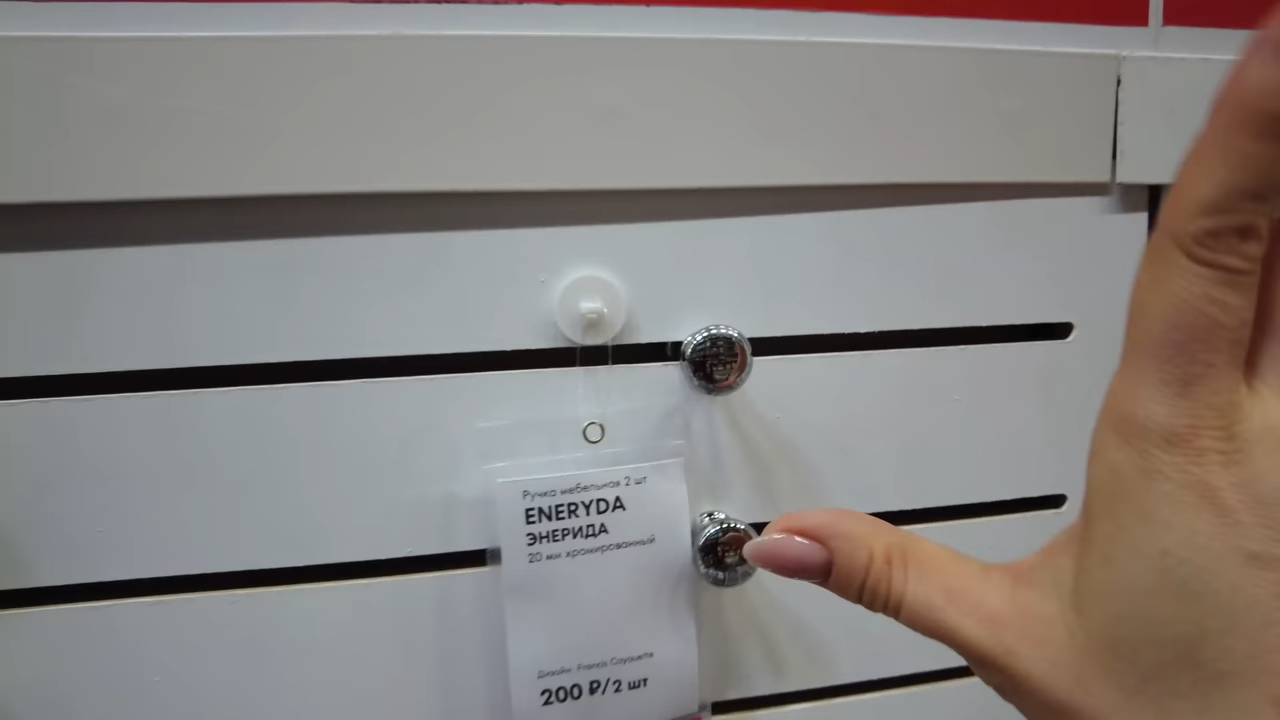 Ручка мебельная 2 шт
ENERYDA
ЭНЕРИДА
20 мм хромированный
Дизайн: Francis Cayouette
200 ₽/2 шт